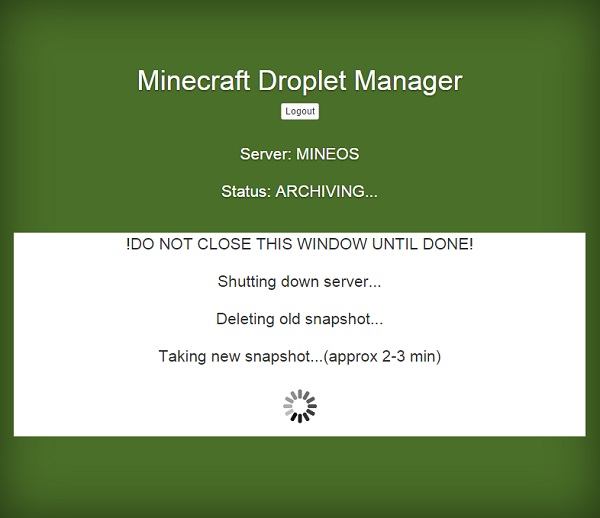 Minecraft Droplet Manager
Logout
Server: MINEOS
Status: ARCHIVING...
!DO NOT CLOSE THIS WINDOW UNTIL DONE!
Shutting down server...
Deleting old snapshot...
Taking new snapshot...(approx 2-3 min)